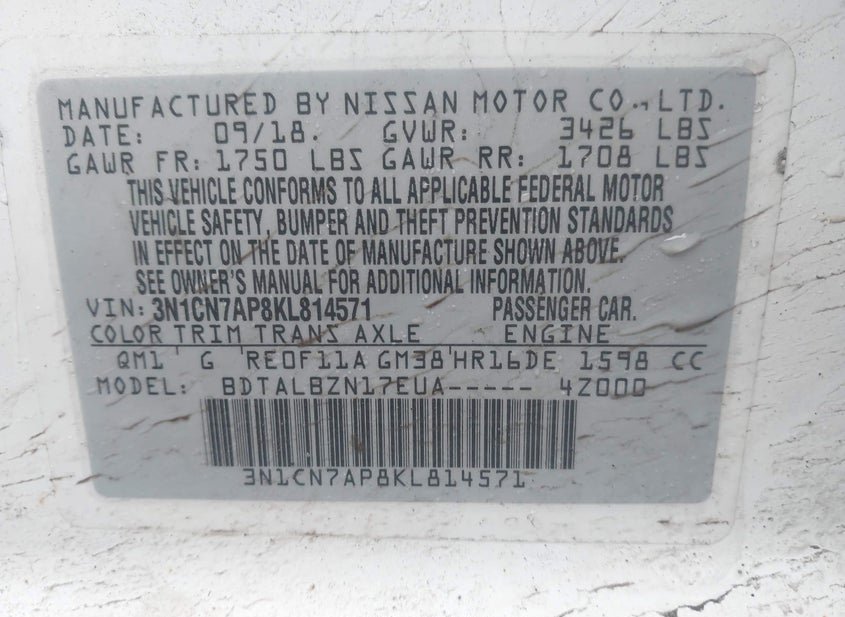 MANUFACTURED BY NISSAN MOTOR CO., LTD.
DATE: 09/18. GVWR: 3426 LBS
GAWR FR: 1750 LBS GAWR RR: 1708 LBS
THIS VEHICLE CONFORMS TO ALL APPLICABLE FEDERAL MOTOR
VEHICLE SAFETY, BUMPER AND THEFT PREVENTION STANDARDS
IN EFFECT ON THE DATE OF MANUFACTURE SHOWN ABOVE.
SEE OWNER'S MANUAL FOR ADDITIONAL INFORMATION.
VIN: 3N1CN7AP8KL814571 PASSENGER CAR.
COLOR TRIM TRANS AXLE ENGINE
QM1 G RE0F11A GM38 HR16DE 1598 CC
MODEL: BDTALBZN17EUA----- 4Z000
3N1CN7AP8KL814571